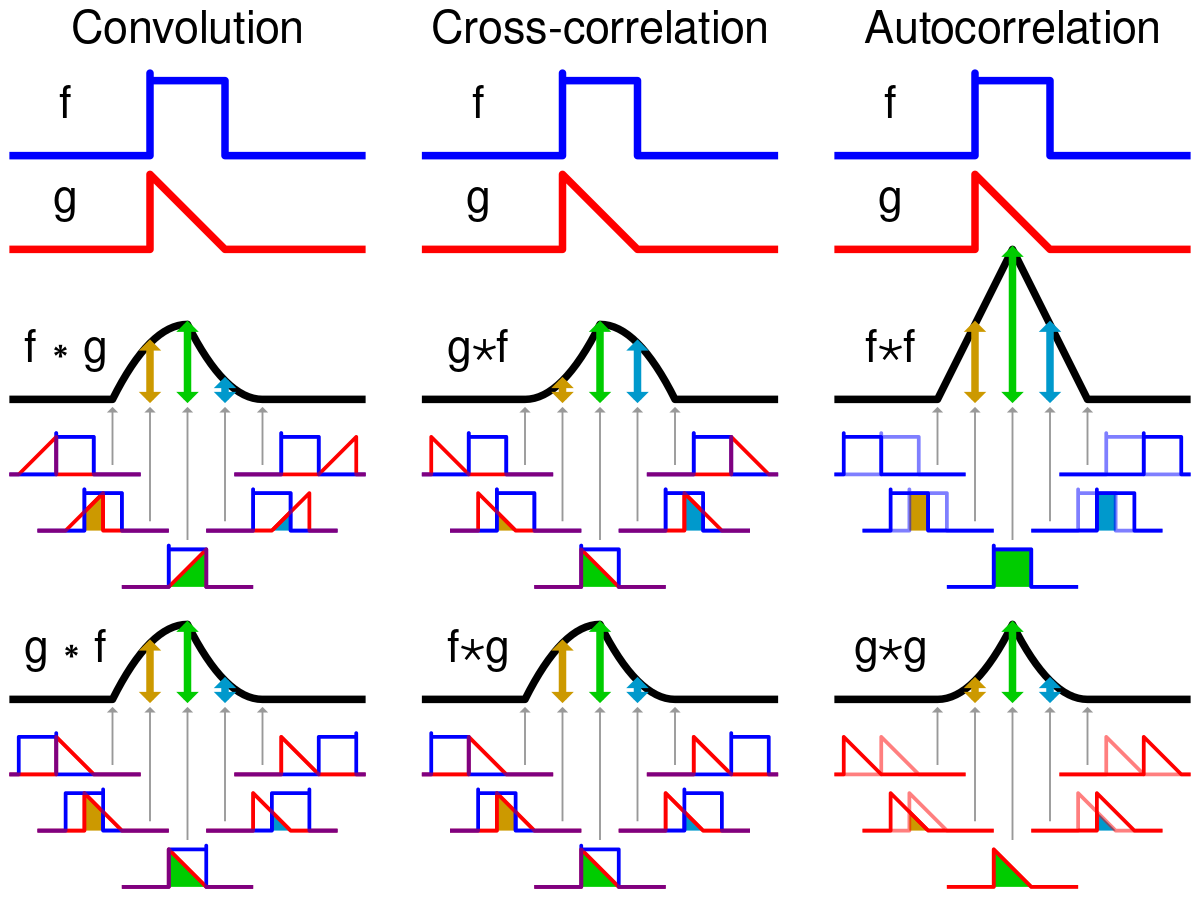 Convolution
Cross-correlation
Autocorrelation
f
f
f
g
g
g
f * g
g⋆f
f⋆f
g * f
f⋆g
g⋆g